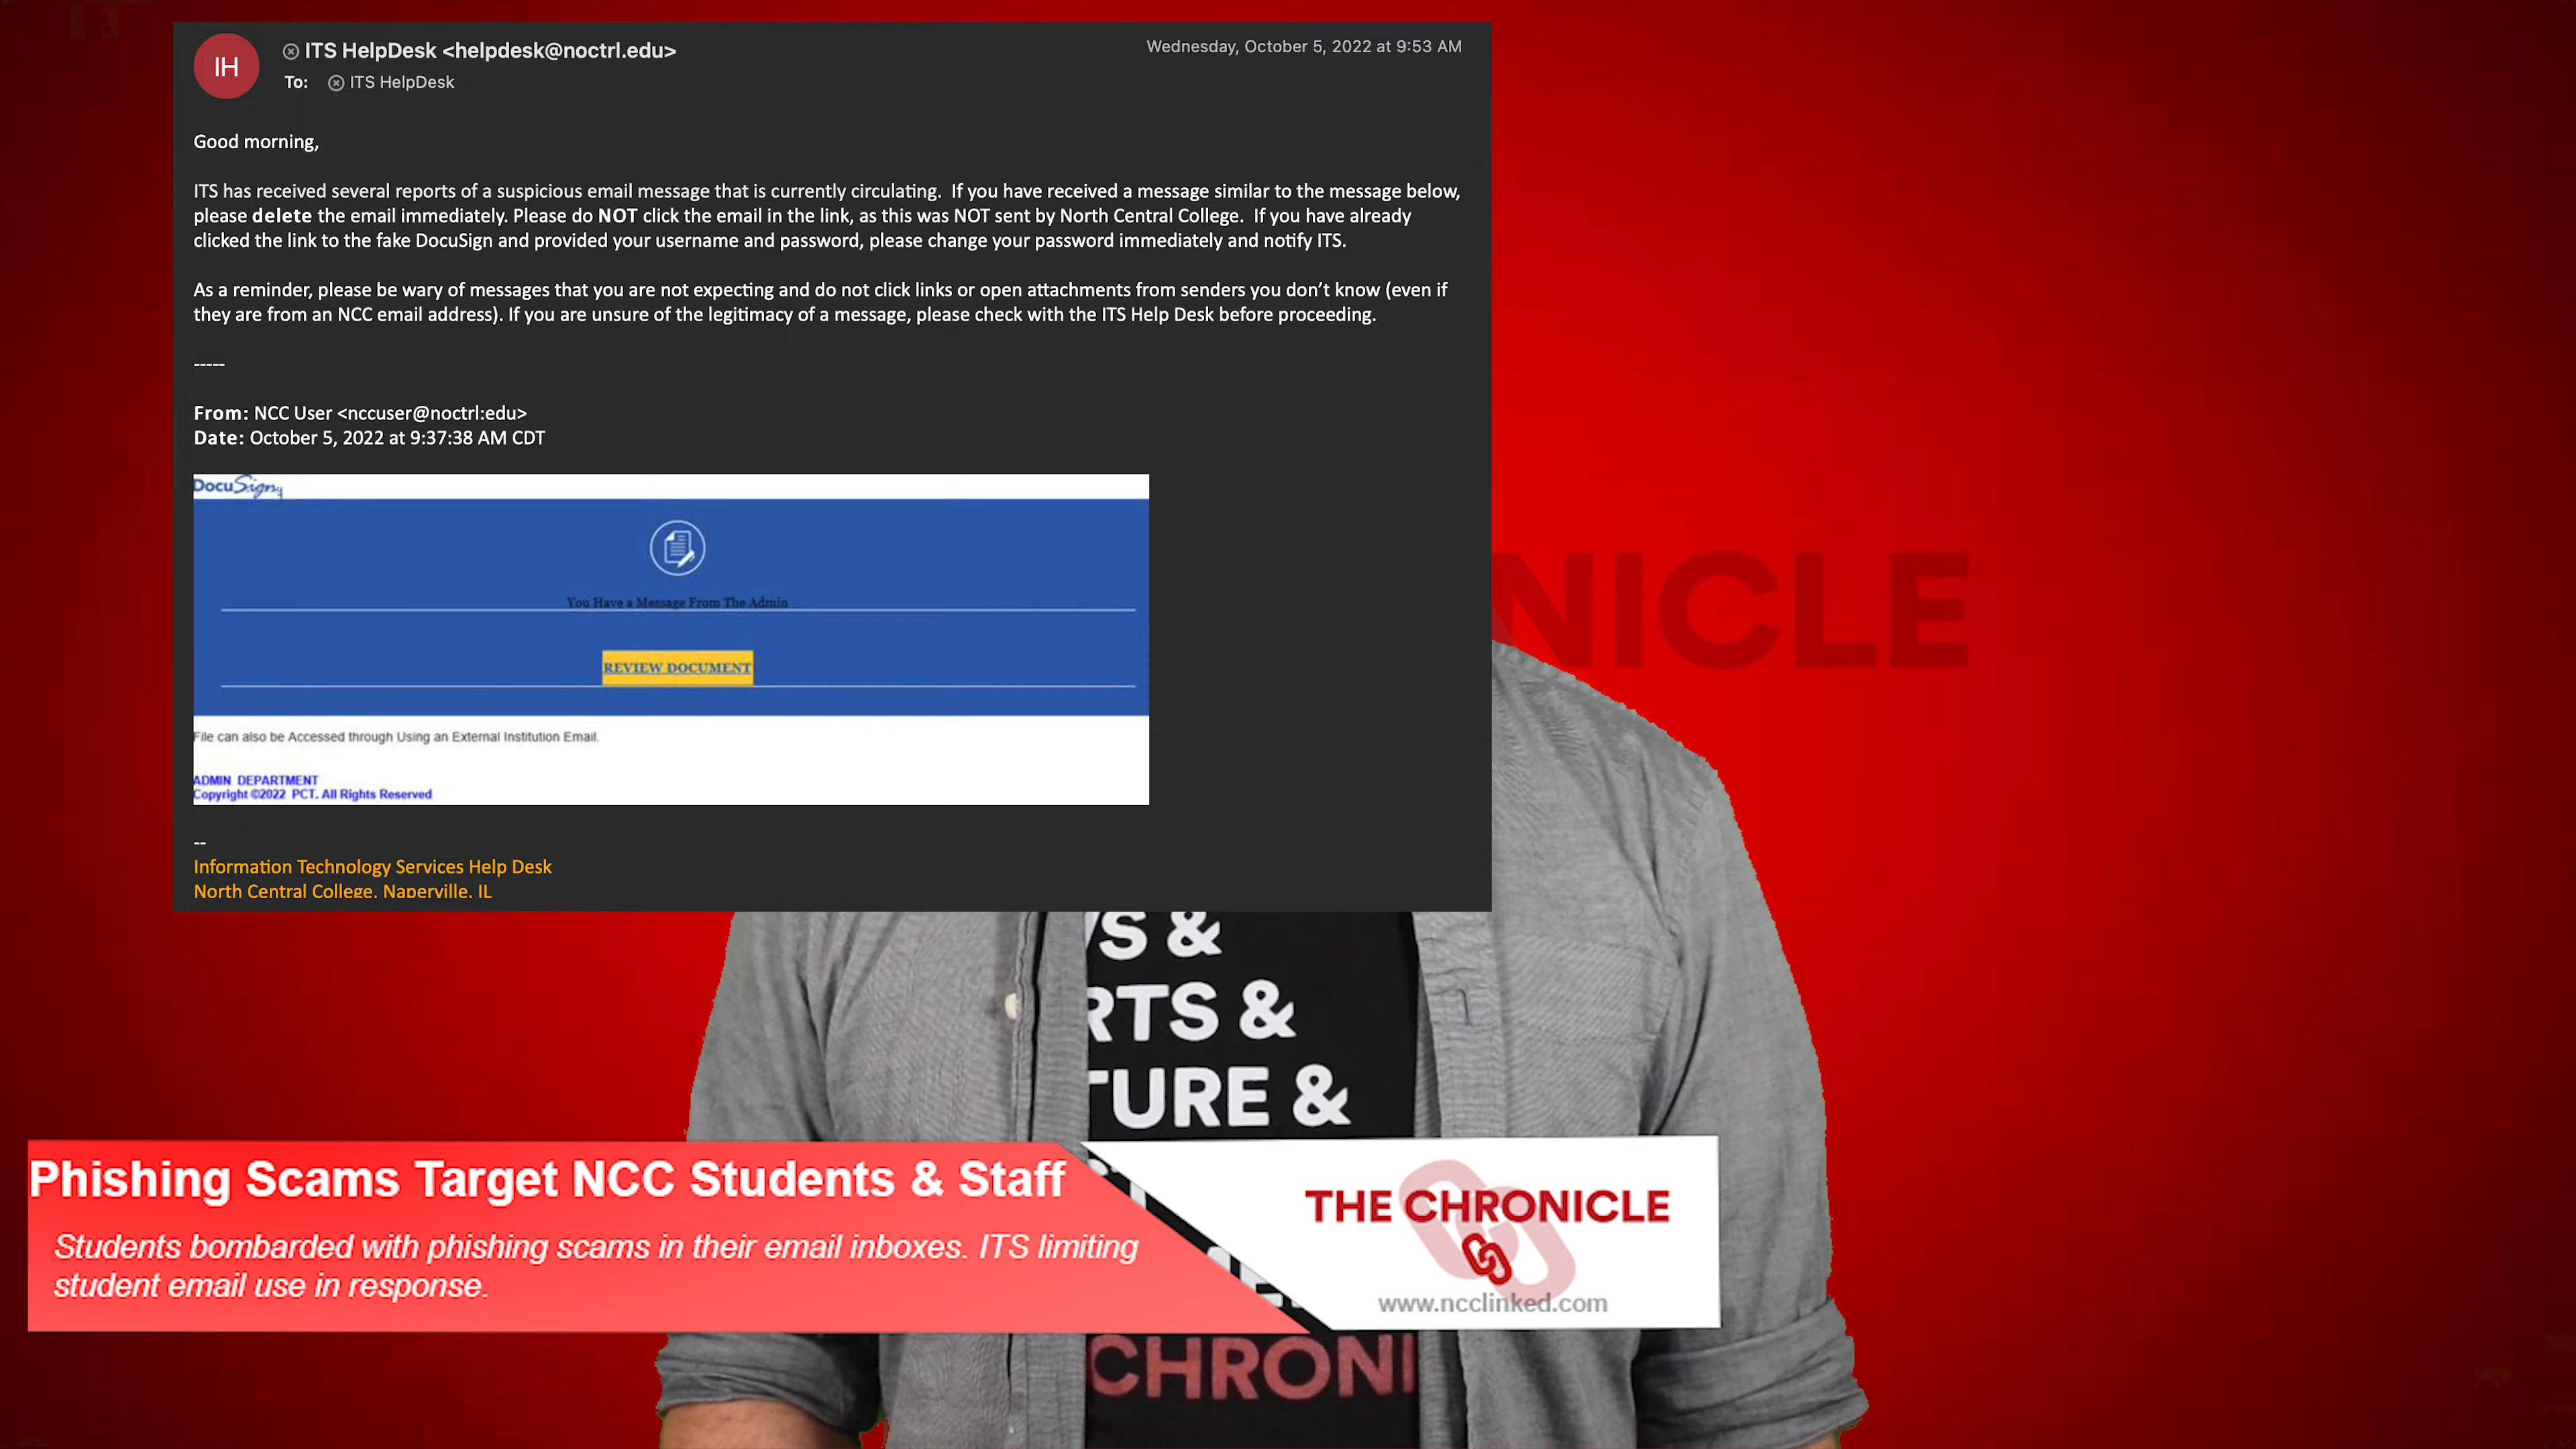 IH
ITS HelpDesk <helpdesk@noctrl.edu>
Wednesday, October 5, 2022 at 9:53 AM
To: ITS HelpDesk
Good morning,
ITS has received several reports of a suspicious email message that is currently circulating. If you have received a message similar to the message below,
please delete the email immediately. Please do NOT click the email in the link, as this was NOT sent by North Central College. If you have already
clicked the link to the fake DocuSign and provided your username and password, please change your password immediately and notify ITS.
As a reminder, please be wary of messages that you are not expecting and do not click links or open attachments from senders you don’t know (even if
they are from an NCC email address). If you are unsure of the legitimacy of a message, please check with the ITS Help Desk before proceeding.
-----
From: NCC User <nccuser@noctrl:edu>
Date: October 5, 2022 at 9:37:38 AM CDT
DocuSign
You Have a Message From The Admin
REVIEW DOCUMENT
File can also be Accessed through Using an External Institution Email.
ADMIN DEPARTMENT
Copyright ©2022 PCT. All Rights Reserved
--
Information Technology Services Help Desk
North Central College, Naperville, IL
NICLE
S &
RTS &
TURE &
Phishing Scams Target NCC Students & Staff
Students bombarded with phishing scams in their email inboxes. ITS limiting
student email use in response.
THE CHRONICLE
www.ncclinked.com
CHRONI